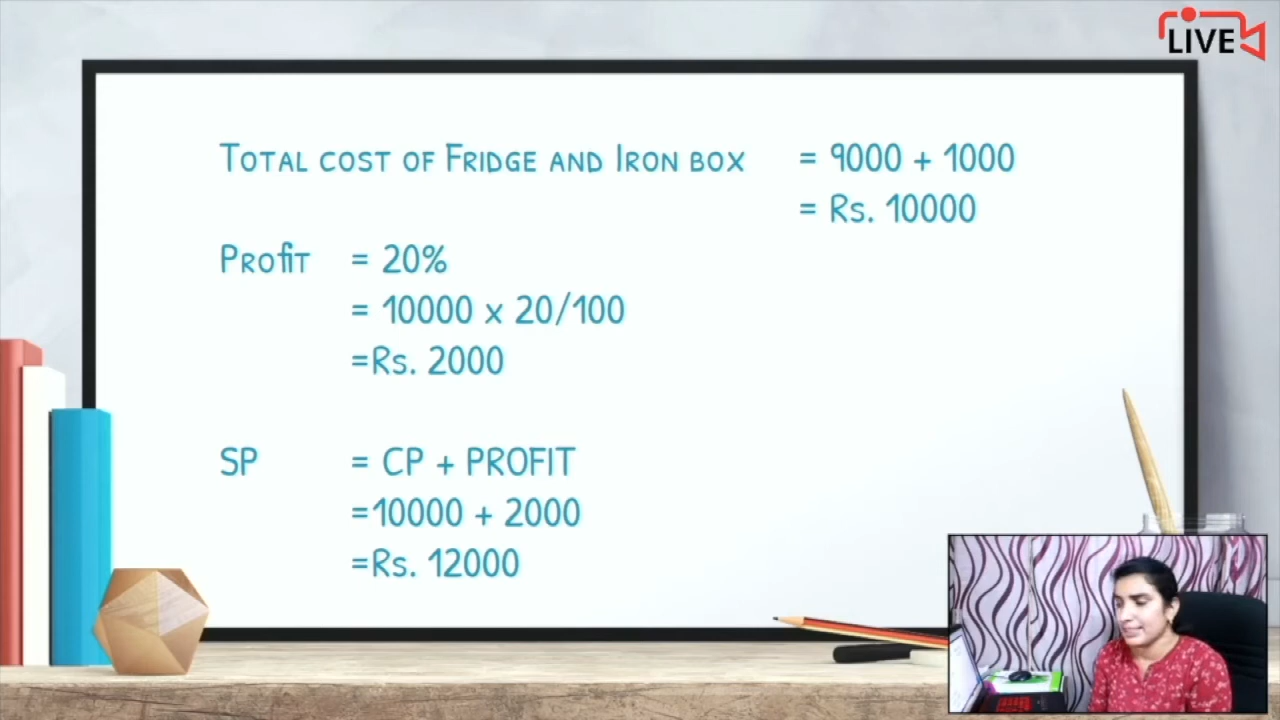 LIVE
Total cost of Fridge and Iron box = 9000 + 1000
= Rs. 10000
Profit = 20%
= 10000 x 20/100
=Rs. 2000
SP = CP + PROFIT
=10000 + 2000
=Rs. 12000